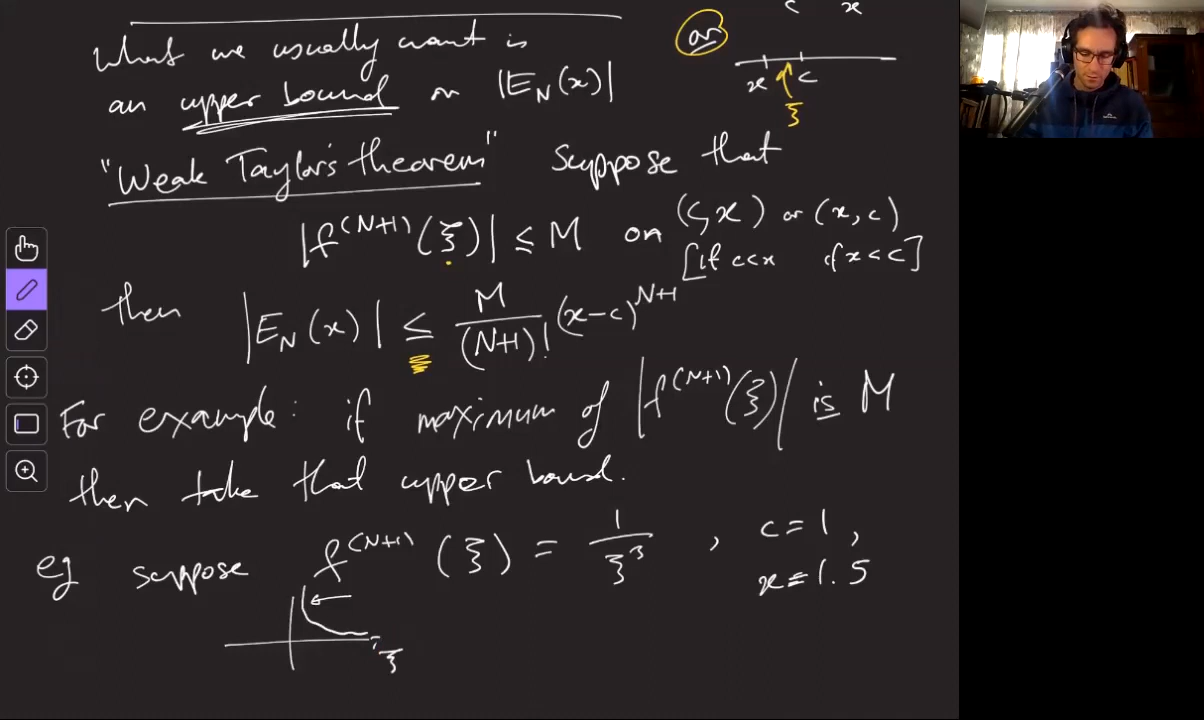 c x
What we usually want is or
an upper bound on |E_N(x)| x c
ξ
"Weak Taylor's theorem" Suppose that
|f^(N+1)(ξ)| ≤ M on (c, x) or (x, c)
[if c<x if x<c]
then |E_N(x)| ≤ M/(N+1)! (x-c)^N+1
For example: if maximum of |f^(N+1)(ξ)| is M
then take that upper bound.
eg suppose f^(N+1)(ξ) = 1/ξ^3, c=1,
x=1.5
ξ